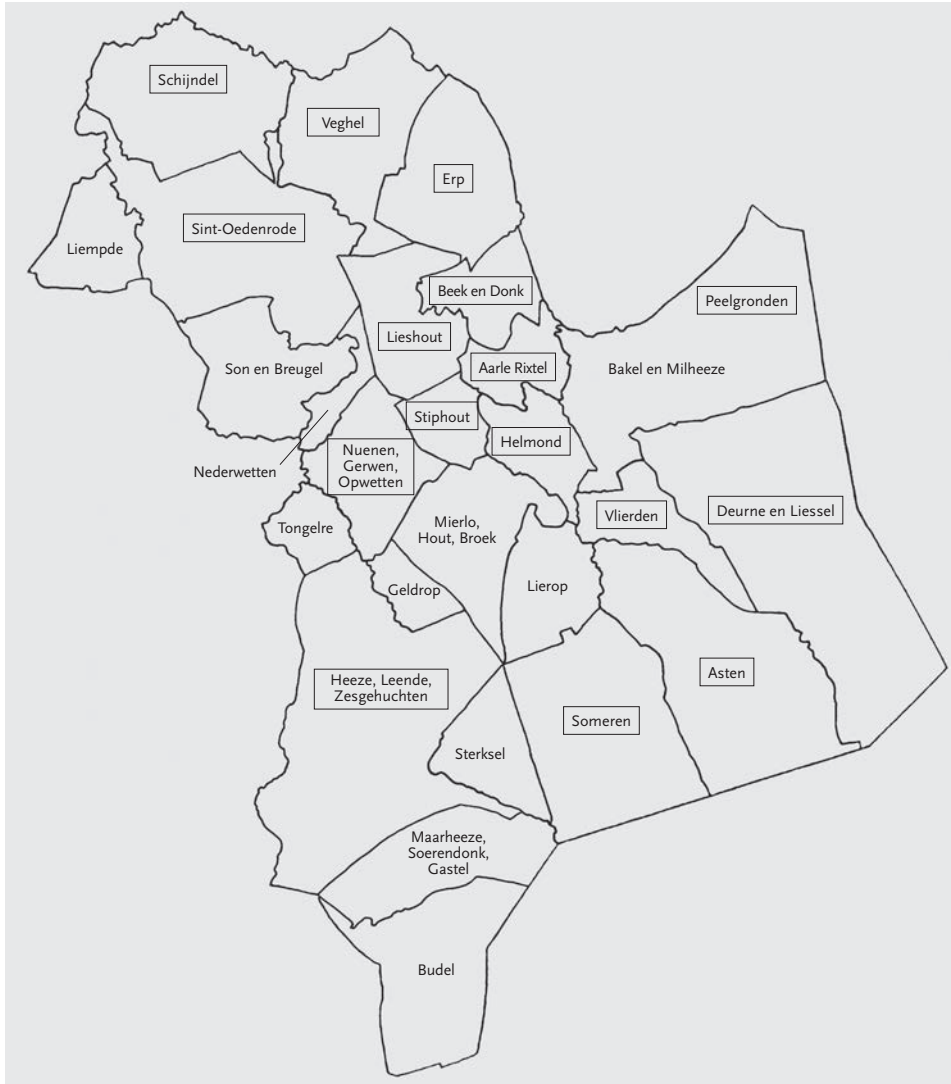 Schijndel
Veghel
Erp
Sint-Oedenrode
Liempde
Beek en Donk
Peelgronden
Lieshout
Son en Breugel
Aarle Rixtel
Bakel en Milheeze
Stiphout
Helmond
Nederwetten
Nuenen,
Gerwen,
Opwetten
Vlierden
Deurne en Liessel
Tongelre
Mierlo,
Hout, Broek
Geldrop
Lierop
Heeze, Leende,
Zesgehuchten
Asten
Someren
Sterksel
Maarheeze,
Soerendonk,
Gastel
Budel